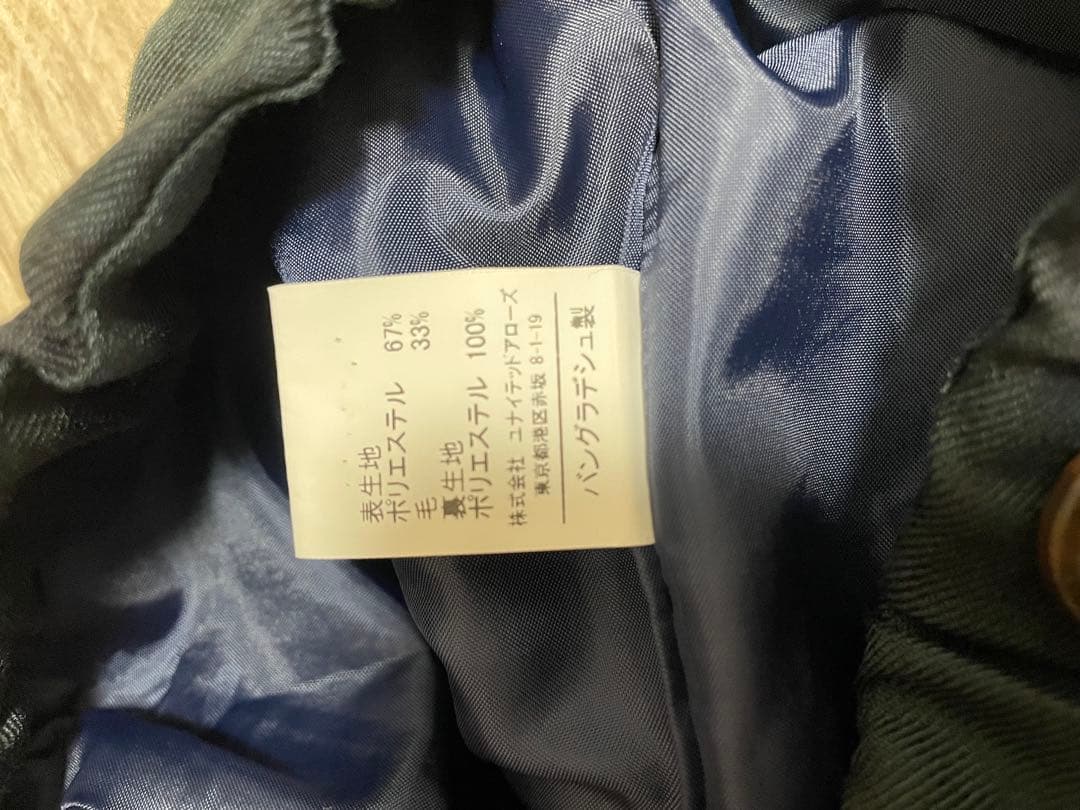 表生地
ポリエステル 67%
毛 33%
裏生地
ポリエステル 100%
株式会社 ユナイテッドアローズ
東京都港区赤坂 8-1-19
バングラデシュ製